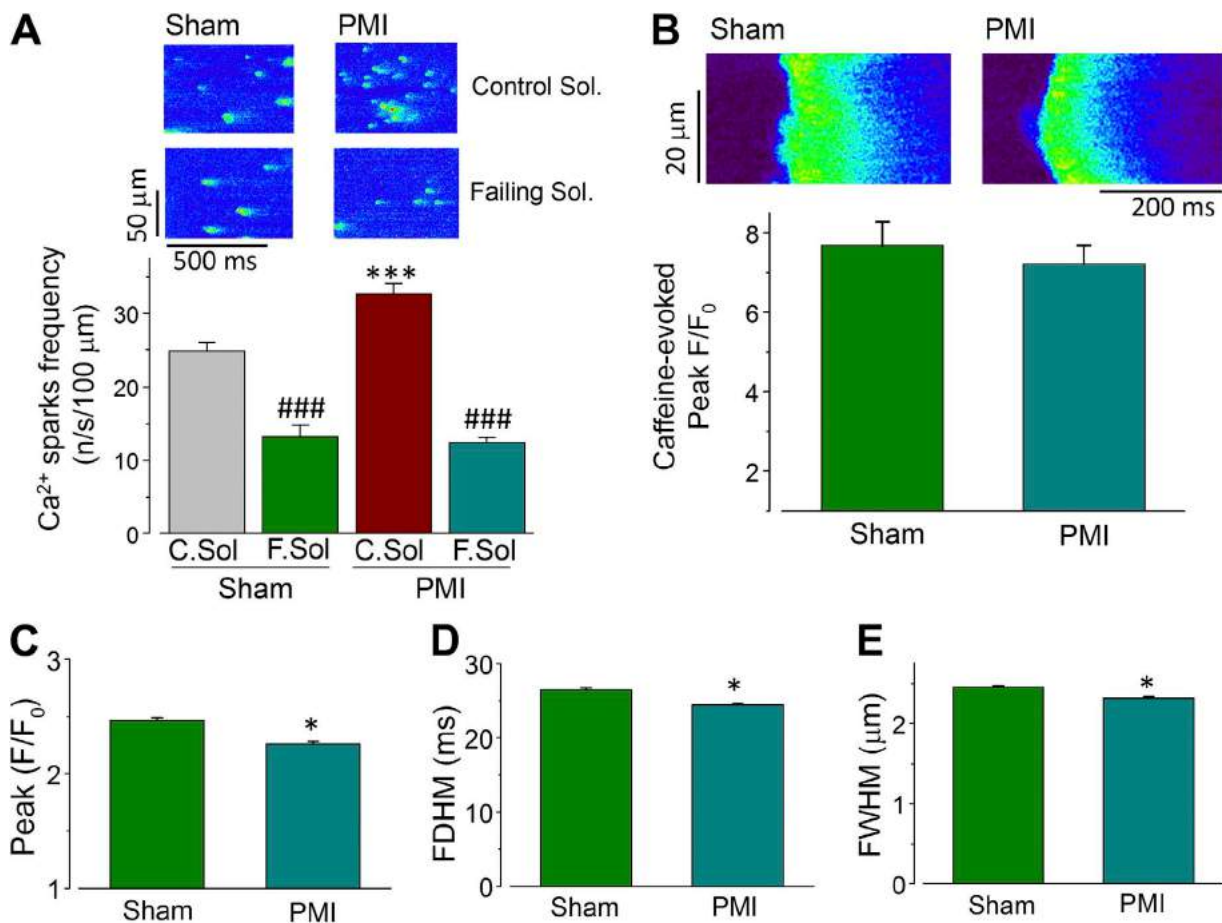 A
Sham PMI
Control Sol.
Failing Sol.
50 μm
500 ms
Ca²⁺ sparks frequency
(n/s/100 μm)
30
20
10
0
***
###
###
C.Sol F.Sol C.Sol F.Sol
Sham PMI
B
Sham PMI
20 μm
200 ms
Caffeine-evoked
Peak F/F₀
8
6
4
2
Sham PMI
C
Peak (F/F₀)
3
2
1
*
Sham PMI
D
FDHM (ms)
30
20
10
0
*
Sham PMI
E
FWHM (μm)
2
1
0
*
Sham PMI